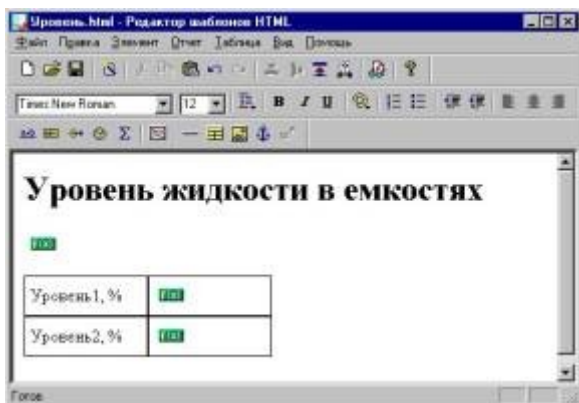 Уровень.html - Редактор шаблонов HTML
Файл Правка Элемент Отчет Таблица Вид Помощь
Times New Roman 12 B I U
Уровень жидкости в емкостях
Уровень1, %
Уровень2, %
Готов